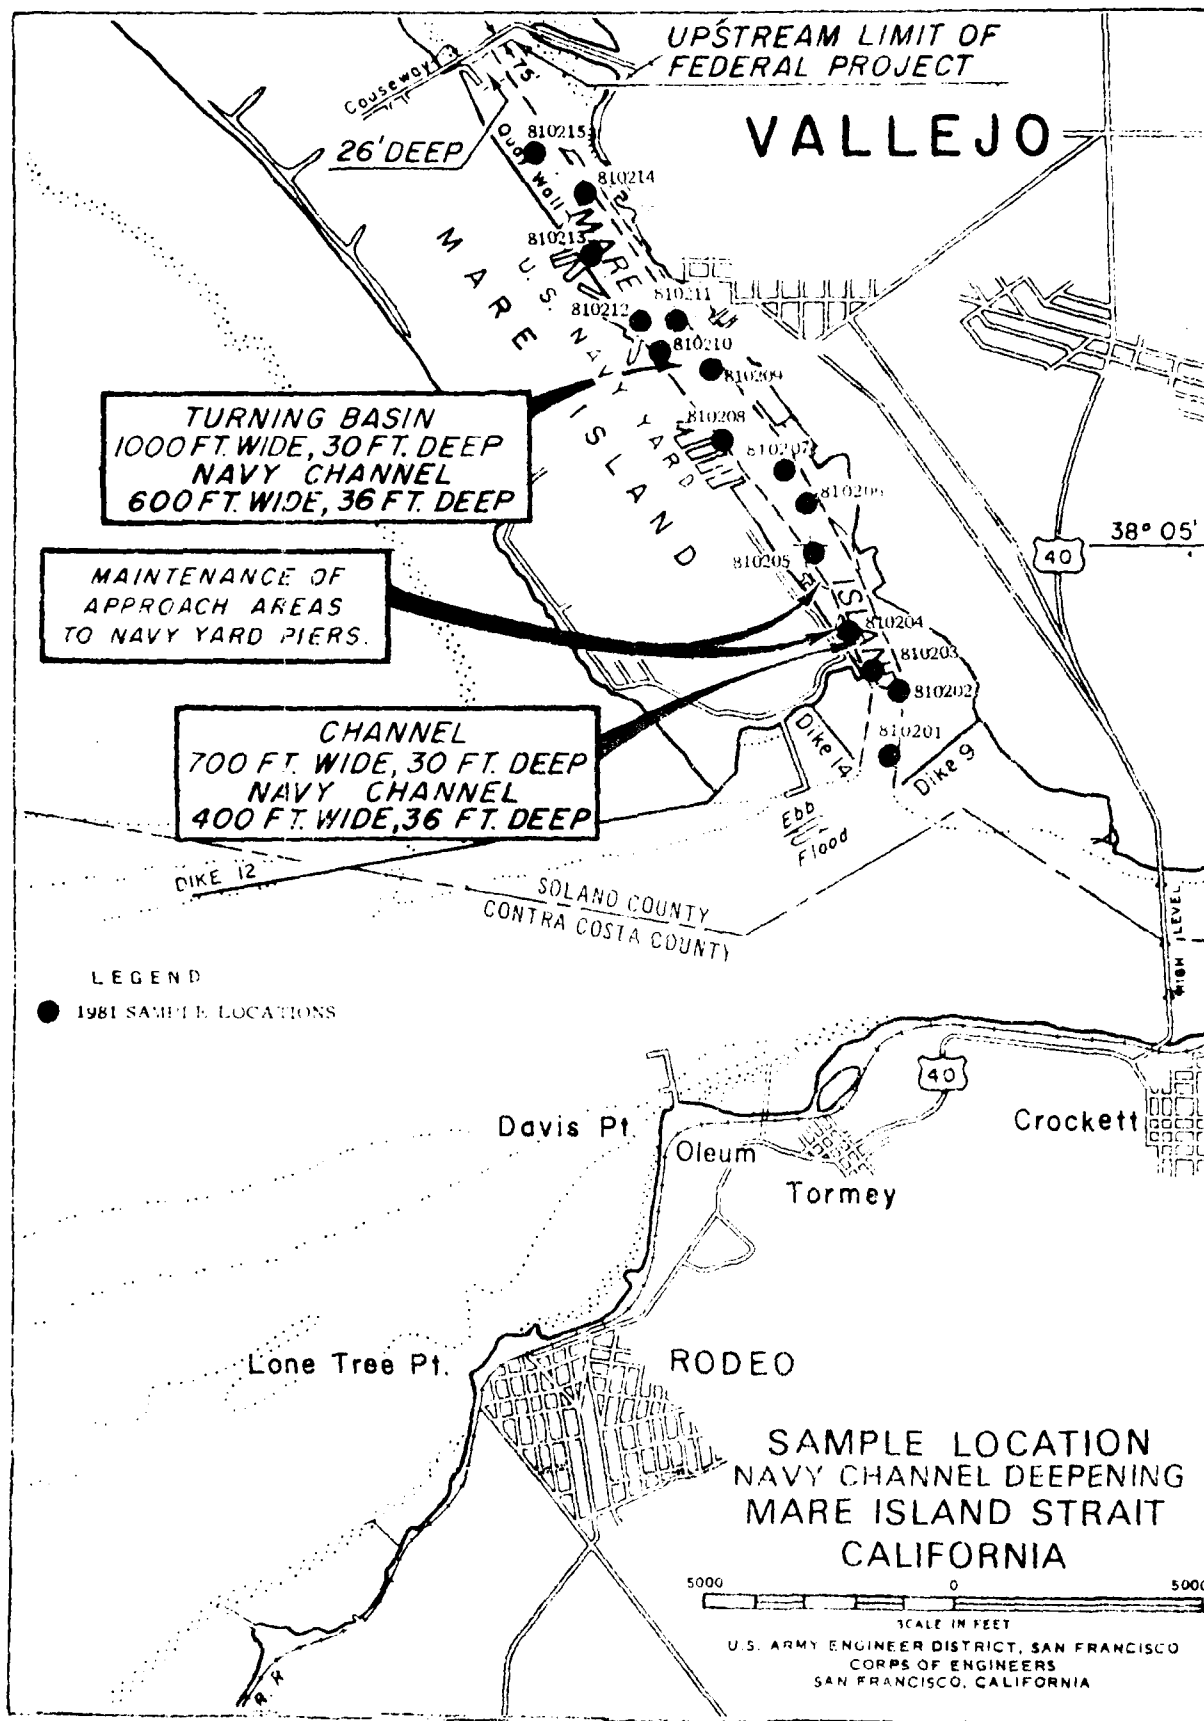 UPSTREAM LIMIT OF
FEDERAL PROJECT
VALLEJO
Causeway
75'
26' DEEP
Quay Wall
810215
810214
810213
810212
810211
810210
810209
810208
810207
810206
810205
810204
810203
810202
810201
MARE ISLAND
U.S. NAVY YARD
MARE
ISLAND
TURNING BASIN
1000 FT. WIDE, 30 FT. DEEP
NAVY CHANNEL
600 FT. WIDE, 36 FT. DEEP
38° 05'
40
MAINTENANCE OF
APPROACH AREAS
TO NAVY YARD PIERS.
CHANNEL
700 FT. WIDE, 30 FT. DEEP
NAVY CHANNEL
400 FT. WIDE, 36 FT. DEEP
Dike 14
Dike 9
Ebb
Flood
DIKE 12
SOLANO COUNTY
CONTRA COSTA COUNTY
HIGH LEVEL
LEGEND
1981 SAMPLE LOCATIONS
40
Davis Pt.
Oleum
Crockett
Tormey
Lone Tree Pt.
RODEO
R. R.
SAMPLE LOCATION
NAVY CHANNEL DEEPENING
MARE ISLAND STRAIT
CALIFORNIA
5000 0 5000
SCALE IN FEET
U.S. ARMY ENGINEER DISTRICT, SAN FRANCISCO
CORPS OF ENGINEERS
SAN FRANCISCO, CALIFORNIA